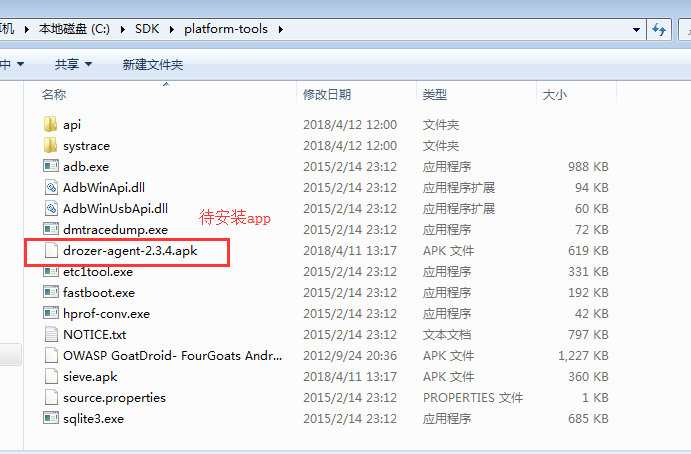 机 ▸ 本地磁盘 (C:) ▸ SDK ▸ platform-tools ▸
中 ▾ 共享 ▾ 新建文件夹
名称 修改日期 类型 大小
api 2018/4/12 12:00 文件夹
systrace 2018/4/12 12:00 文件夹
adb.exe 2015/2/14 23:12 应用程序 988 KB
AdbWinApi.dll 2015/2/14 23:12 应用程序扩展 94 KB
AdbWinUsbApi.dll 2015/2/14 23:12 应用程序扩展 60 KB
待安装app
dmtracedump.exe 2015/2/14 23:12 应用程序 72 KB
drozer-agent-2.3.4.apk 2018/4/11 13:17 APK 文件 619 KB
etc1tool.exe 2015/2/14 23:12 应用程序 331 KB
fastboot.exe 2015/2/14 23:12 应用程序 192 KB
hprof-conv.exe 2015/2/14 23:12 应用程序 42 KB
NOTICE.txt 2015/2/14 23:12 文本文档 797 KB
OWASP GoatDroid- FourGoats Andr... 2012/9/24 20:36 APK 文件 1,227 KB
sieve.apk 2018/4/11 13:17 APK 文件 360 KB
source.properties 2015/2/14 23:12 PROPERTIES 文件 1 KB
sqlite3.exe 2015/2/14 23:12 应用程序 685 KB